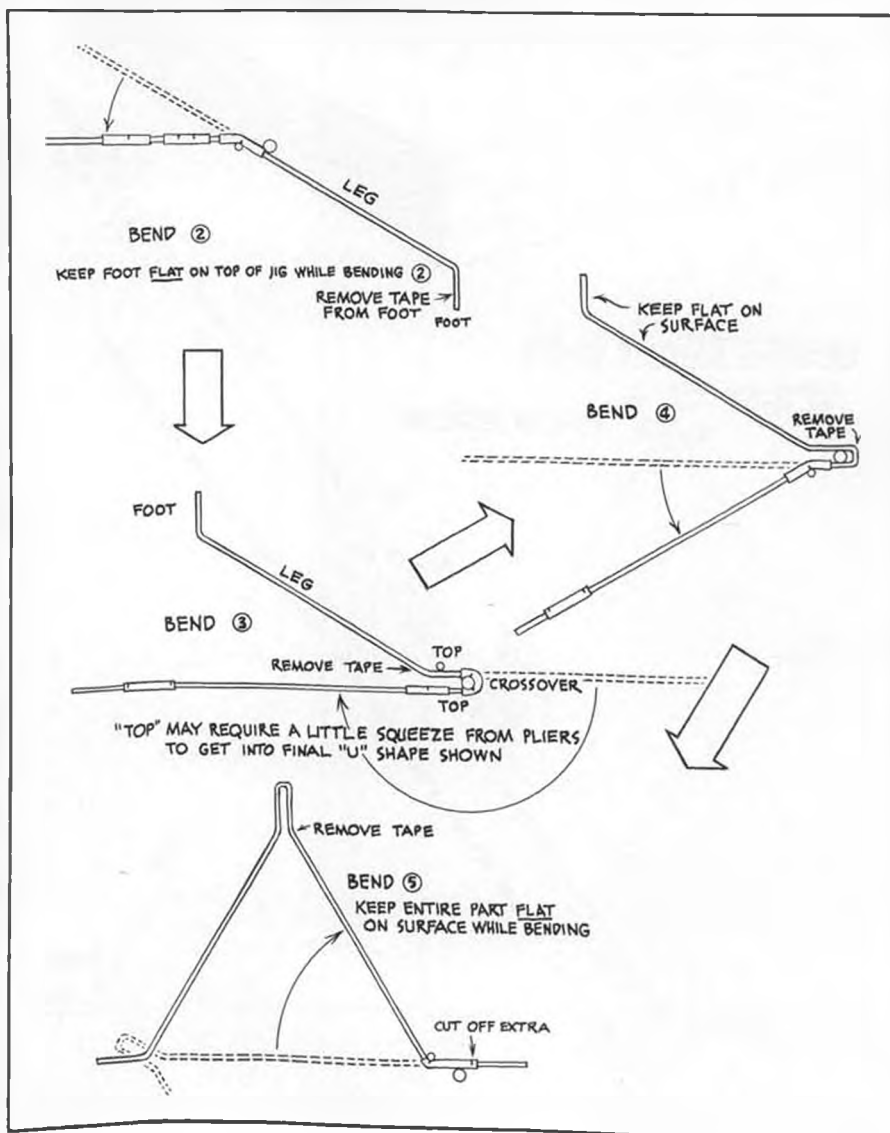 LEG
BEND ②
KEEP FOOT FLAT ON TOP OF JIG WHILE BENDING ②
REMOVE TAPE
FROM FOOT
FOOT
KEEP FLAT ON
SURFACE
BEND ④
REMOVE
TAPE
FOOT
LEG
BEND ③
TOP
REMOVE TAPE
CROSSOVER
TOP
"TOP" MAY REQUIRE A LITTLE SQUEEZE FROM PLIERS
TO GET INTO FINAL "U" SHAPE SHOWN
REMOVE TAPE
BEND ⑤
KEEP ENTIRE PART FLAT
ON SURFACE WHILE BENDING
CUT OFF EXTRA